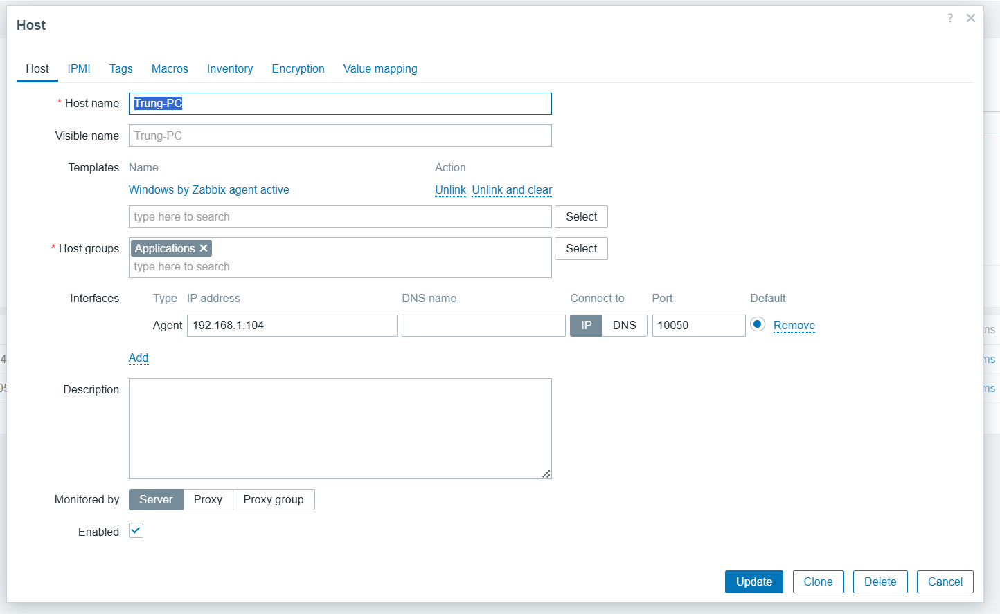 Host
?
Host IPMI Tags Macros Inventory Encryption Value mapping
* Host name Trung-PC
Visible name Trung-PC
Templates Name Action
Windows by Zabbix agent active Unlink Unlink and clear
type here to search Select
* Host groups Applications Select
type here to search
Interfaces Type IP address DNS name Connect to Port Default
Agent 192.168.1.104 IP DNS 10050 Remove
Add
Description
Monitored by Server Proxy Proxy group
Enabled
Update Clone Delete Cancel